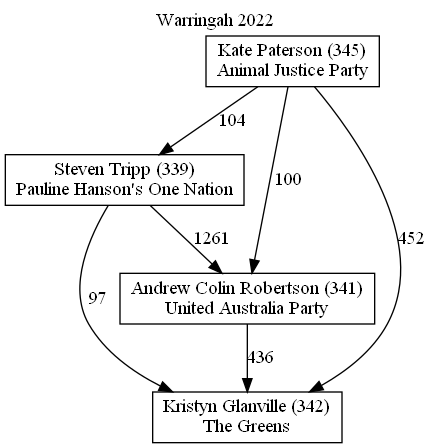 Warringah 2022
Kate Paterson (345)
Animal Justice Party
104
Steven Tripp (339)
Pauline Hanson's One Nation
100
1261
452
Andrew Colin Robertson (341)
United Australia Party
97
436
Kristyn Glanville (342)
The Greens